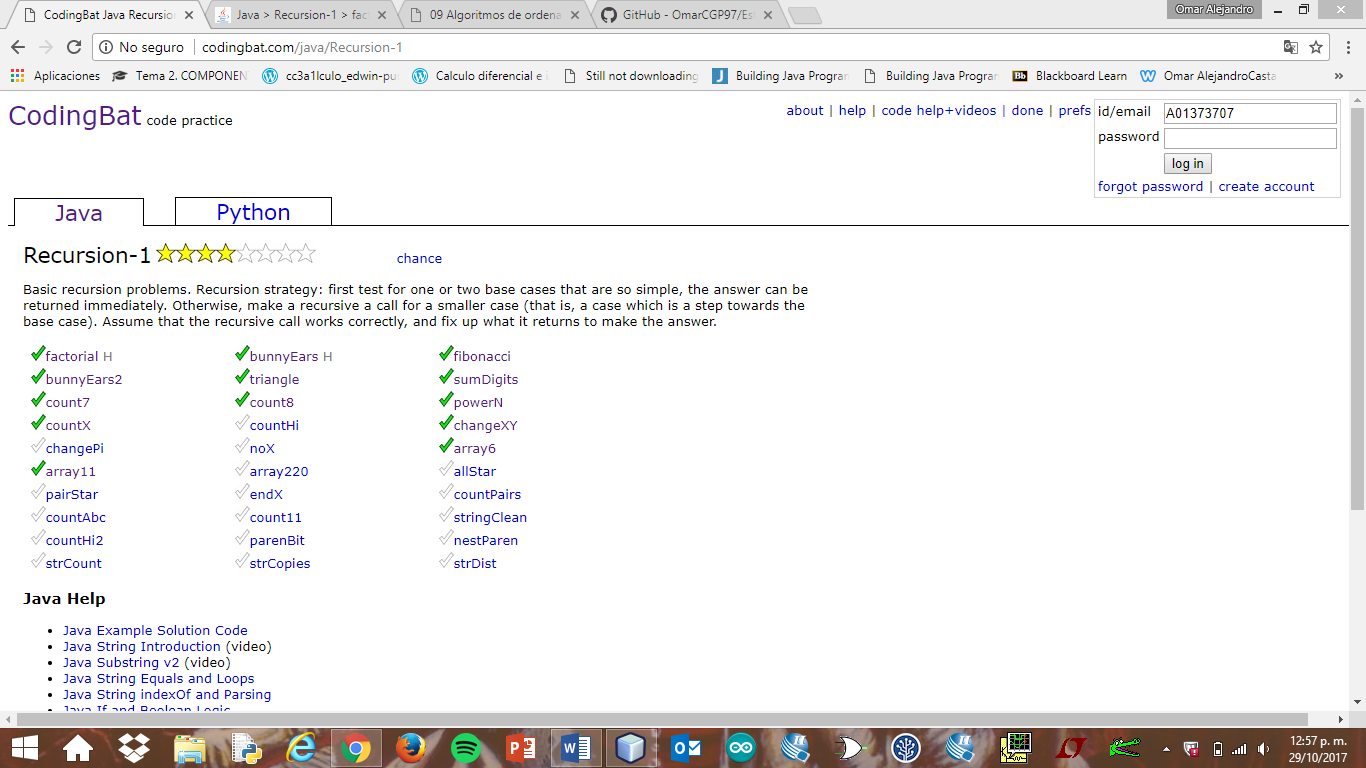 CodingBat Java Recursion
Java > Recursion-1 > fac
09 Algoritmos de ordena
GitHub - OmarCGP97/Es
Omar Alejandro
No seguro | codingbat.com/java/Recursion-1
Aplicaciones
Tema 2. COMPONEN
cc3a1lculo_edwin-pu
Calculo diferencial e i
Still not downloading
Building Java Progran
Building Java Progran
Blackboard Learn
Omar AlejandroCasta
»
CodingBat code practice
about | help | code help+videos | done | prefs
id/email A01373707
password
log in
forgot password | create account
Java
Python
Recursion-1
chance
Basic recursion problems. Recursion strategy: first test for one or two base cases that are so simple, the answer can be
returned immediately. Otherwise, make a recursive a call for a smaller case (that is, a case which is a step towards the
base case). Assume that the recursive call works correctly, and fix up what it returns to make the answer.
factorial H bunnyEars H fibonacci
bunnyEars2 triangle sumDigits
count7 count8 powerN
countX countHi changeXY
changePi noX array6
array11 array220 allStar
pairStar endX countPairs
countAbc count11 stringClean
countHi2 parenBit nestParen
strCount strCopies strDist
Java Help
• Java Example Solution Code
• Java String Introduction (video)
• Java Substring v2 (video)
• Java String Equals and Loops
• Java String indexOf and Parsing
• Java If and Boolean Logic
12:57 p. m.
29/10/2017